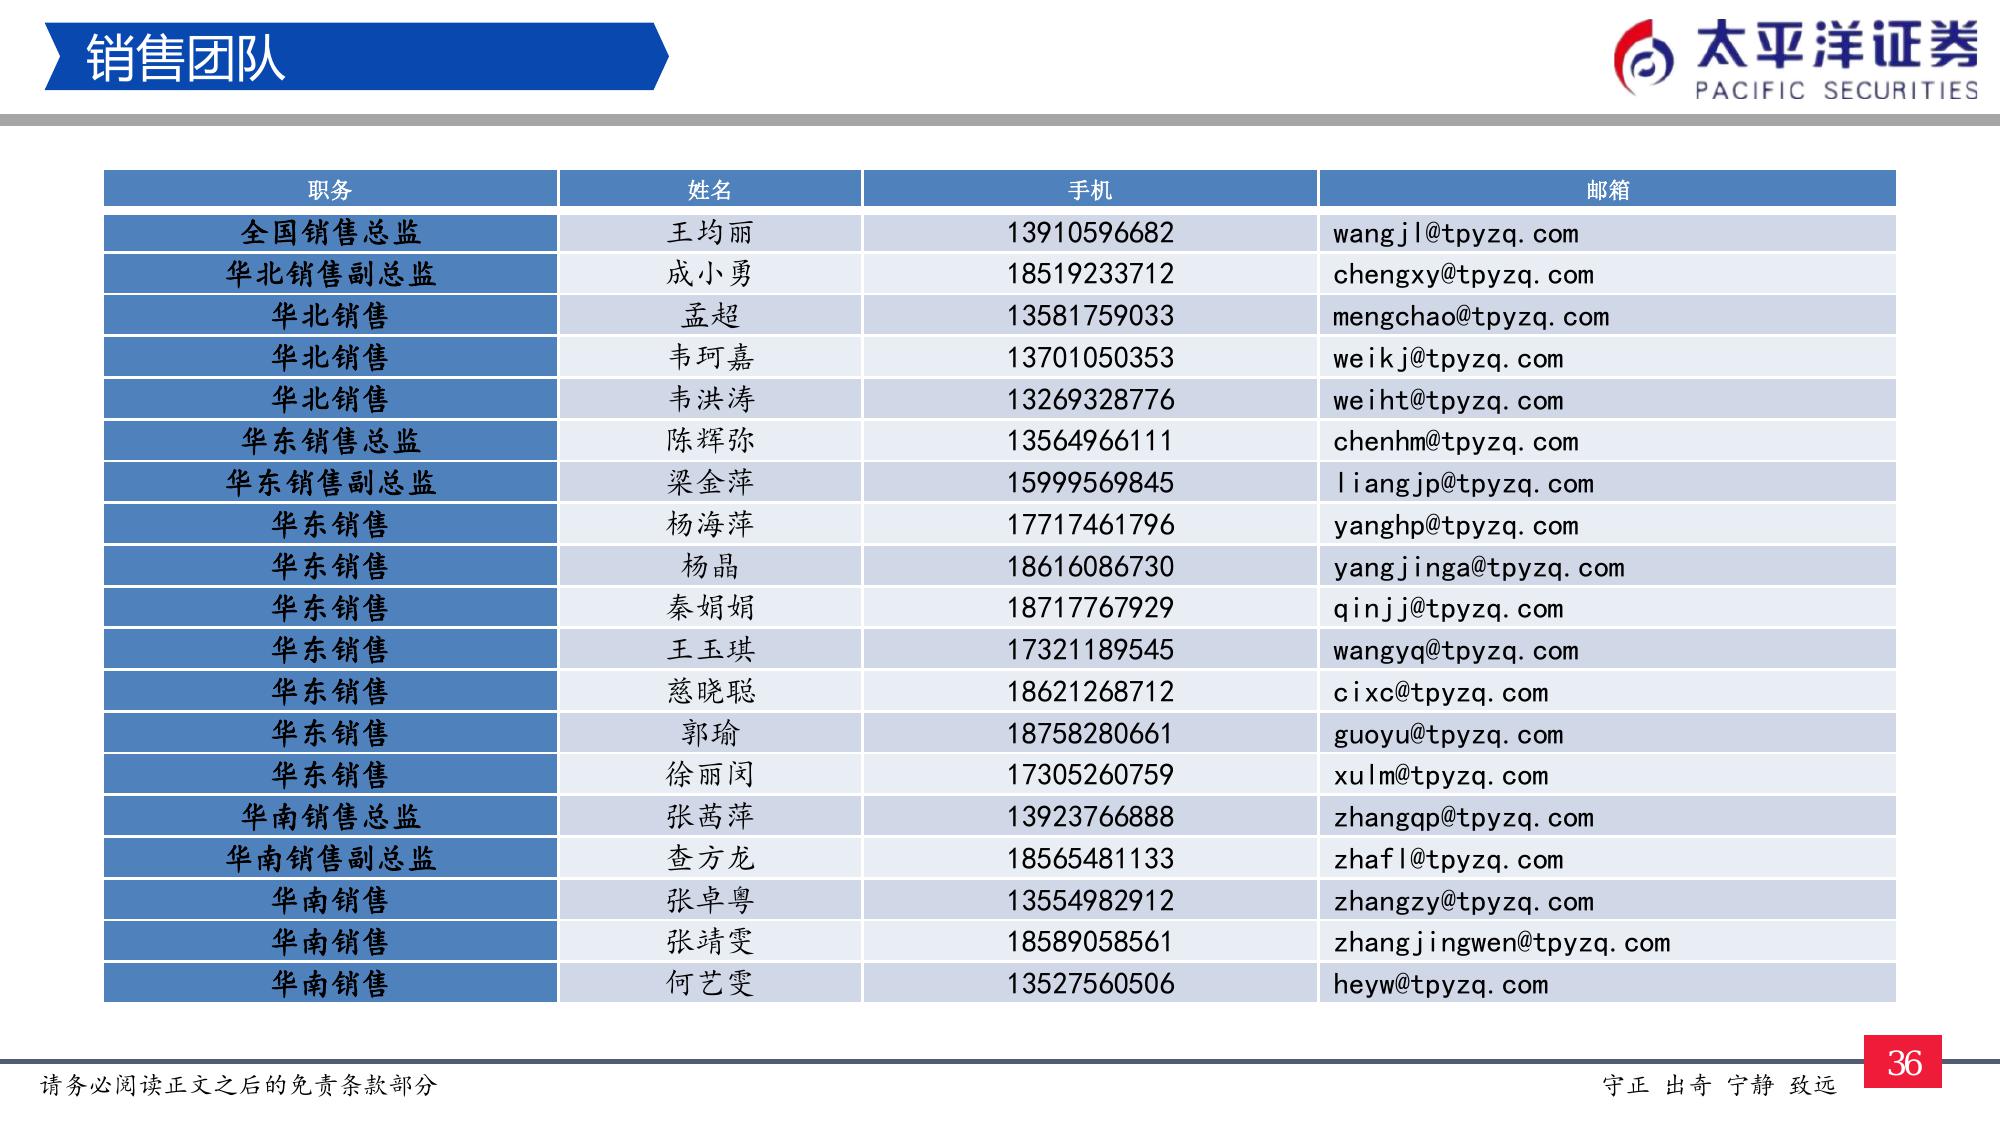 销售团队
太平洋证券
PACIFIC SECURITIES
职务 姓名 手机 邮箱
全国销售总监 王均丽 13910596682 wangjl@tpyzq.com
华北销售副总监 成小勇 18519233712 chengxy@tpyzq.com
华北销售 孟超 13581759033 mengchao@tpyzq.com
华北销售 韦珂嘉 13701050353 weikj@tpyzq.com
华北销售 韦洪涛 13269328776 weiht@tpyzq.com
华东销售总监 陈辉弥 13564966111 chenhm@tpyzq.com
华东销售副总监 梁金萍 15999569845 liangjp@tpyzq.com
华东销售 杨海萍 17717461796 yanghp@tpyzq.com
华东销售 杨晶 18616086730 yangjinga@tpyzq.com
华东销售 秦娟娟 18717767929 qinjj@tpyzq.com
华东销售 王玉琪 17321189545 wangyq@tpyzq.com
华东销售 慈晓聪 18621268712 cixc@tpyzq.com
华东销售 郭瑜 18758280661 guoyu@tpyzq.com
华东销售 徐丽闵 17305260759 xulm@tpyzq.com
华南销售总监 张茜萍 13923766888 zhangqp@tpyzq.com
华南销售副总监 查方龙 18565481133 zhafl@tpyzq.com
华南销售 张卓粤 13554982912 zhangzy@tpyzq.com
华南销售 张靖雯 18589058561 zhangjingwen@tpyzq.com
华南销售 何艺雯 13527560506 heyw@tpyzq.com
请务必阅读正文之后的免责条款部分
守正 出奇 宁静 致远
36